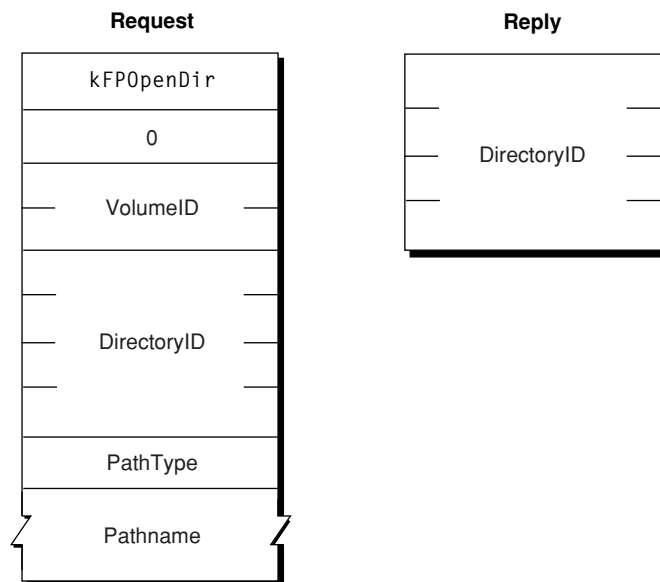 Request
kFPOpenDir
0
VolumeID
DirectoryID
PathType
Pathname
Reply
DirectoryID